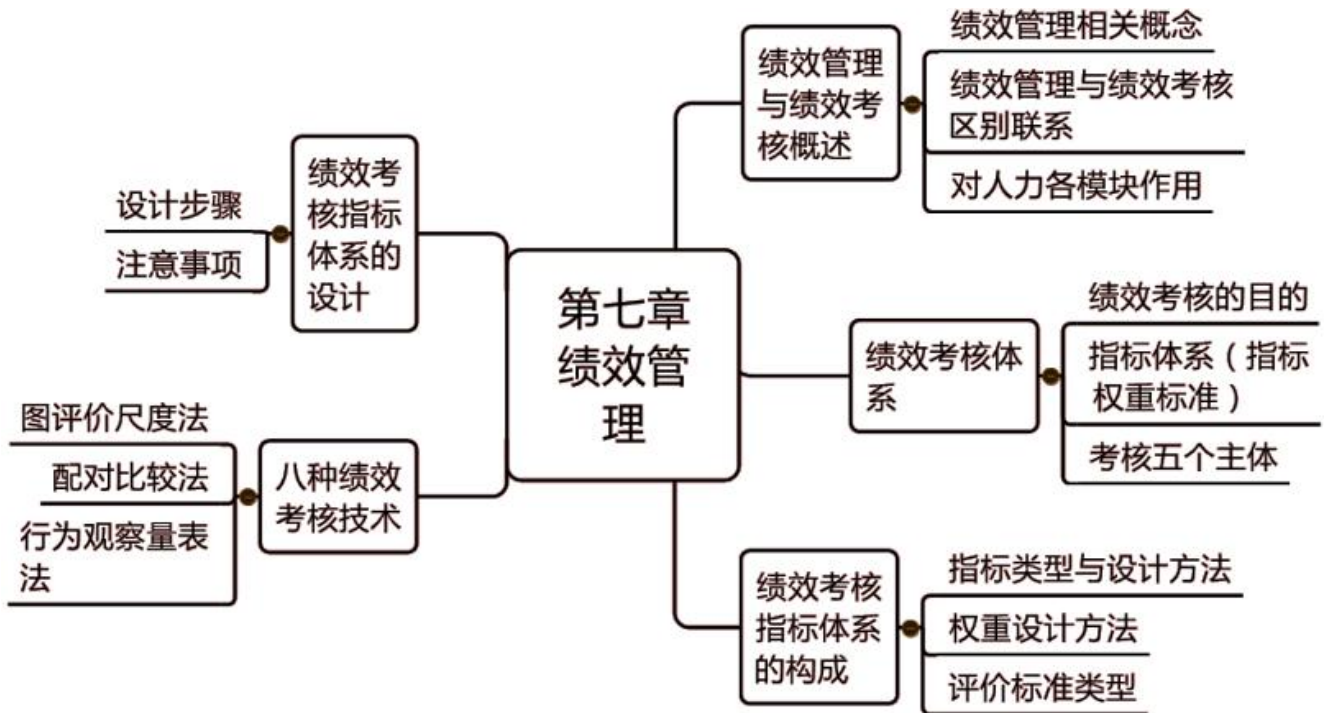 第七章
绩效管
理
绩效管理
与绩效考
核概述
绩效管理相关概念
绩效管理与绩效考核
区别联系
对人力各模块作用
绩效考核体
系
绩效考核的目的
指标体系（指标
权重标准）
考核五个主体
绩效考核
指标体系
的构成
指标类型与设计方法
权重设计方法
评价标准类型
绩效考
核指标
体系的
设计
设计步骤
注意事项
八种绩效
考核技术
图评价尺度法
配对比较法
行为观察量表
法